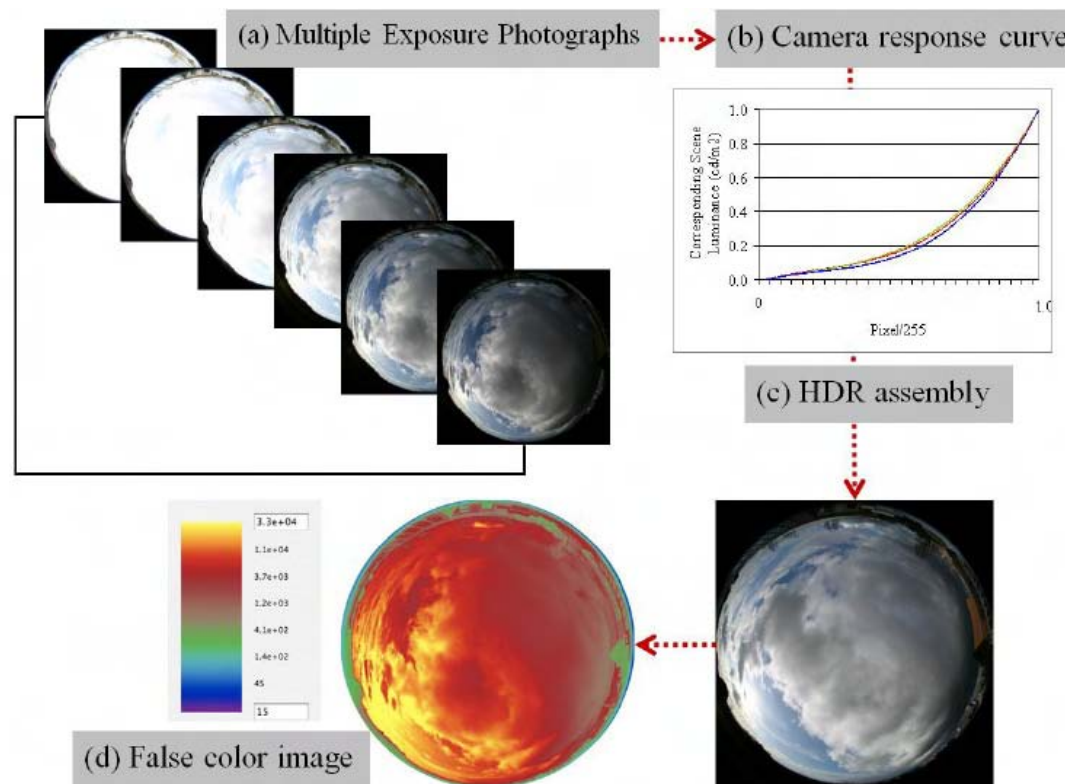 (a) Multiple Exposure Photographs
(b) Camera response curve
Corresponding Scene
Luminance (cd/m2)
1.0
0.8
0.6
0.4
0.2
0.0
0
1.0
Pixel/255
(c) HDR assembly
3.3e+04
1.1e+04
3.7e+03
1.2e+03
4.1e+02
1.4e+02
45
15
(d) False color image